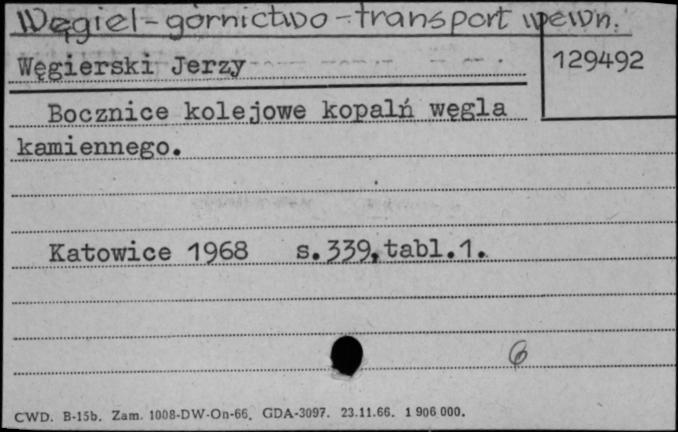 Węgiel-górnictwo-transport wewn.
Węgierski Jerzy
129492
Bocznice kolejowe kopalń węgla
kamiennego.
Katowice 1968 s.339,tabl.1.
6
CWD. B-15b. Zam. 1008-DW-On-66. GDA-3097. 23.11.66. 1 906 000.